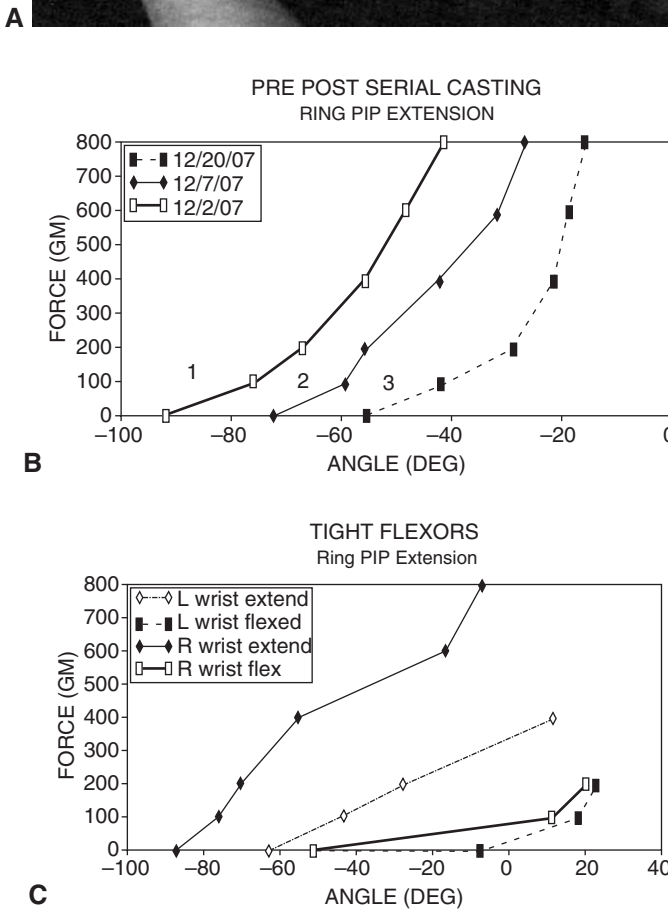 A
PRE POST SERIAL CASTING
RING PIP EXTENSION
800
700
600
500
400
300
200
100
0
FORCE (GM)
12/20/07
12/7/07
12/2/07
1
2
3
–100
–80
–60
–40
–20
0
ANGLE (DEG)
B
TIGHT FLEXORS
Ring PIP Extension
800
700
600
500
400
300
200
100
0
FORCE (GM)
L wrist extend
L wrist flexed
R wrist extend
R wrist flex
–100
–80
–60
–40
–20
0
20
40
ANGLE (DEG)
C